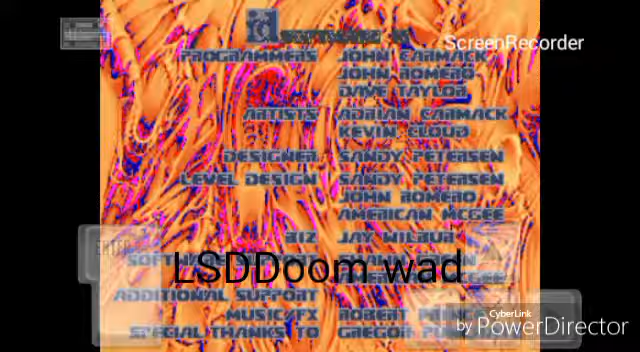 ScreenRecorder
PROGRAMMERS JOHN CARMACK
JOHN ROMERO
DAVE TAYLOR
ARTISTS ADRIAN CARMACK
KEVIN CLOUD
DESIGNER SANDY PETERSEN
LEVEL DESIGN SANDY PETERSEN
JOHN ROMERO
AMERICAN MCGEE
BIZ JAY WILBUR
LSDDoom wad
ADDITIONAL SUPPORT
MUSIC/FX ROBERT
SPECIAL THANKS TO GREGOR
ENTER
CyberLink
by PowerDirector